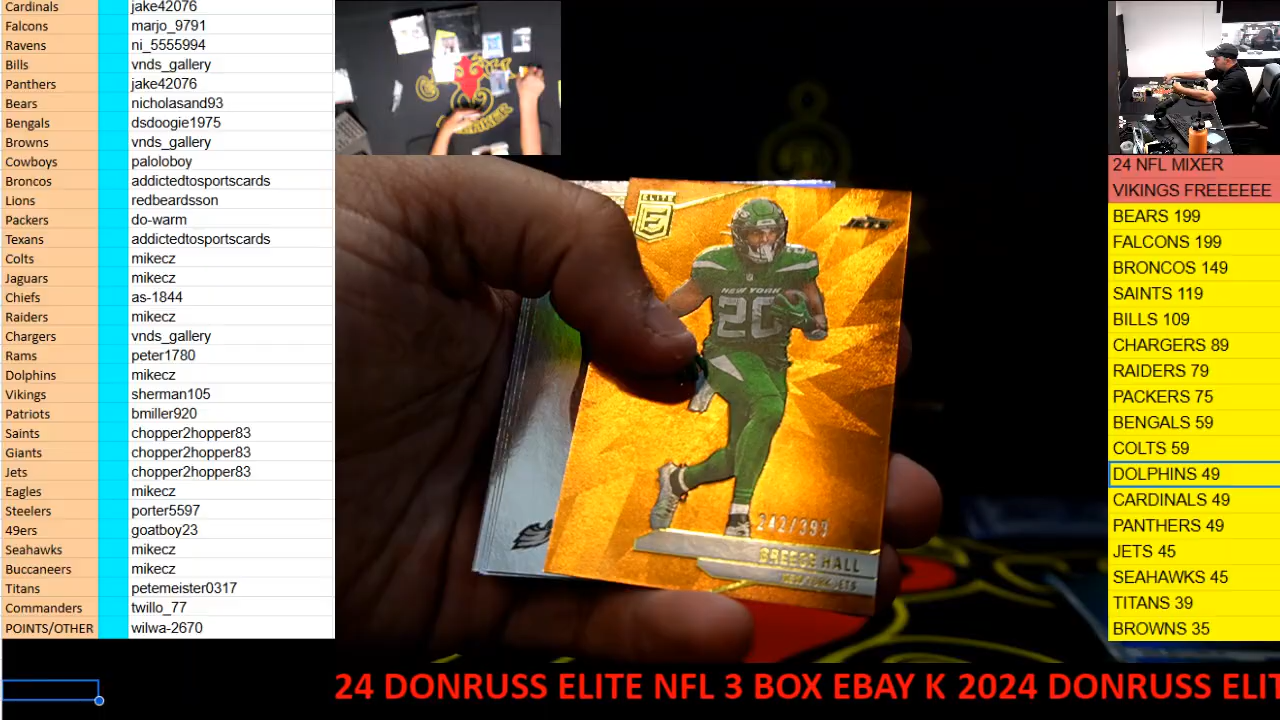 Cardinals jake42076
Falcons marjo_9791
Ravens ni_5555994
Bills vnds_gallery
Panthers jake42076
Bears nicholasand93
Bengals dsdoogie1975
Browns vnds_gallery
Cowboys paloloboy
Broncos addictedtosportscards
Lions redbeardsson
Packers do-warm
Texans addictedtosportscards
Colts mikecz
Jaguars mikecz
Chiefs as-1844
Raiders mikecz
Chargers vnds_gallery
Rams peter1780
Dolphins mikecz
Vikings sherman105
Patriots bmiller920
Saints chopper2hopper83
Giants chopper2hopper83
Jets chopper2hopper83
Eagles mikecz
Steelers porter5597
49ers goatboy23
Seahawks mikecz
Buccaneers mikecz
Titans petemeister0317
Commanders twillo_77
POINTS/OTHER wilwa-2670
ELITE
E
NEW YORK
20
242/399
BREECE HALL
NEW YORK JETS
24 NFL MIXER
VIKINGS FREEEEEE
BEARS 199
FALCONS 199
BRONCOS 149
SAINTS 119
BILLS 109
CHARGERS 89
RAIDERS 79
PACKERS 75
BENGALS 59
COLTS 59
DOLPHINS 49
CARDINALS 49
PANTHERS 49
JETS 45
SEAHAWKS 45
TITANS 39
BROWNS 35
24 DONRUSS ELITE NFL 3 BOX EBAY K 2024 DONRUSS ELIT